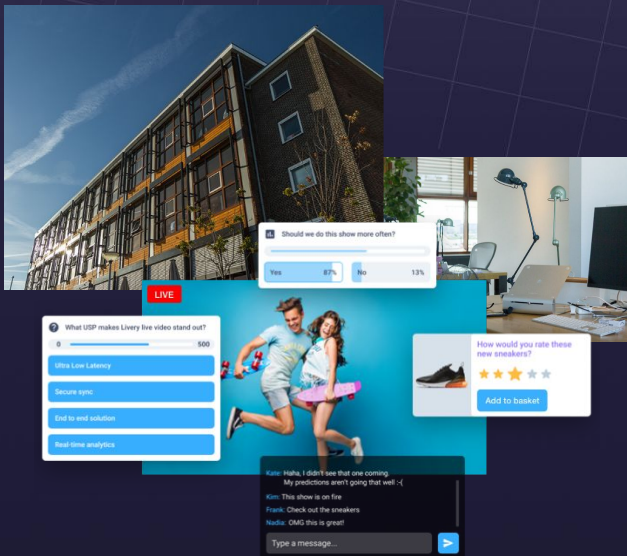 Should we do this show more often?
Yes 87% No 13%
LIVE
What USP makes Livery live video stand out?
0 500
Ultra Low Latency
Secure sync
End to end solution
Real-time analytics
How would you rate these
new sneakers?
Add to basket
Kate: Haha, I didn't see that one coming.
My predictions aren't going that well :-(
Kim: This show is on fire
Frank: Check out the sneakers
Nadia: OMG this is great!
Type a message...